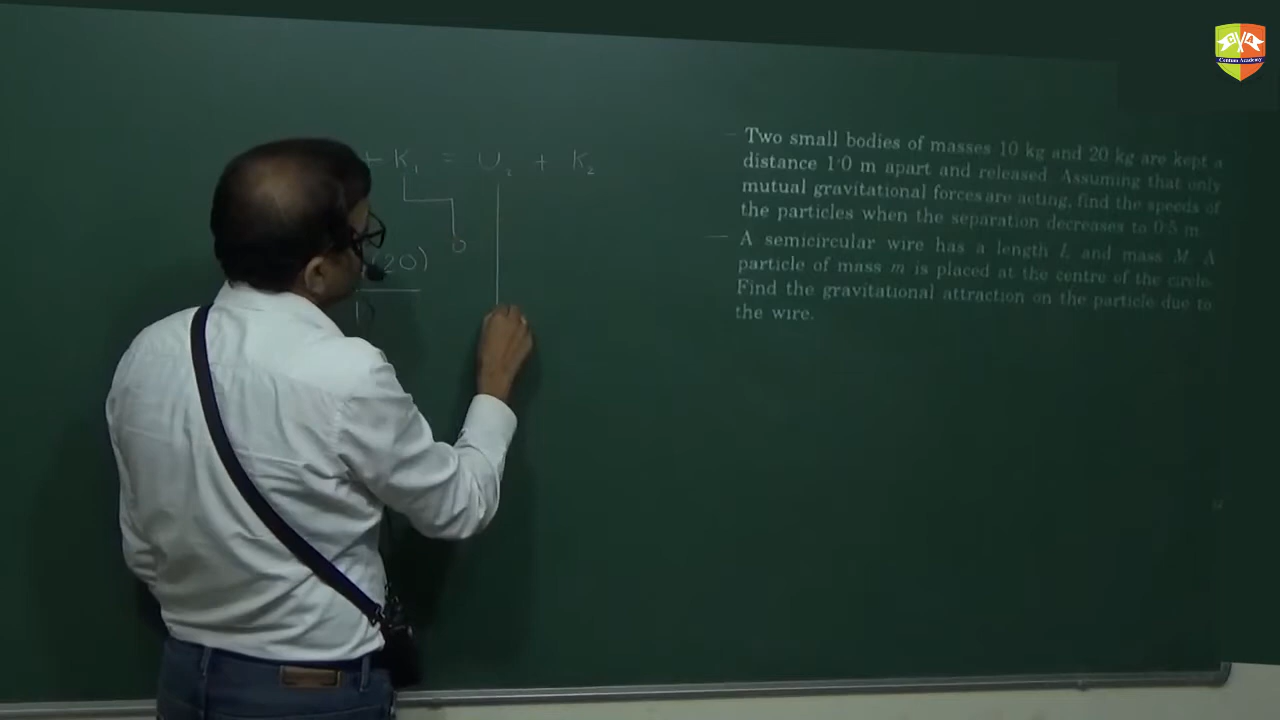 + K₁ = U₂ + K₂
0
(20)
Two small bodies of masses 10 kg and 20 kg are kept a
distance 1·0 m apart and released. Assuming that only
mutual gravitational forces are acting, find the speeds of
the particles when the separation decreases to 0·5 m.
A semicircular wire has a length L and mass M. A
particle of mass m is placed at the centre of the circle.
Find the gravitational attraction on the particle due to
the wire.
Centum Academy